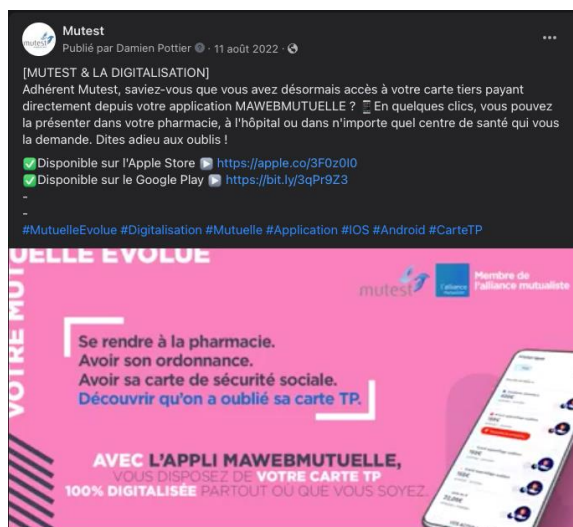 Mutest
Publié par Damien Pottier · 11 août 2022 ·
[MUTEST & LA DIGITALISATION]
Adhérent Mutest, saviez-vous que vous avez désormais accès à votre carte tiers payant
directement depuis votre application MAWEBMUTUELLE ? 📱En quelques clics, vous pouvez
la présenter dans votre pharmacie, à l'hôpital ou dans n'importe quel centre de santé qui vous
la demande. Dites adieu aux oublis !
✅Disponible sur l'Apple Store ▶️ https://apple.co/3F0z0I0
✅Disponible sur le Google Play ▶️ https://bit.ly/3qPr9Z3
-
-
#MutuelleEvolue #Digitalisation #Mutuelle #Application #IOS #Android #CarteTP
VOTRE MUTUELLE EVOLUE
mutest
l'alliance
Membre de
l'alliance mutualiste
Se rendre à la pharmacie.
Avoir son ordonnance.
Avoir sa carte de sécurité sociale.
Découvrir qu'on a oublié sa carte TP.
AVEC L'APPLI MAWEBMUTUELLE,
VOUS DISPOSEZ DE VOTRE CARTE TP
100% DIGITALISÉE PARTOUT OÙ QUE VOUS SOYEZ.